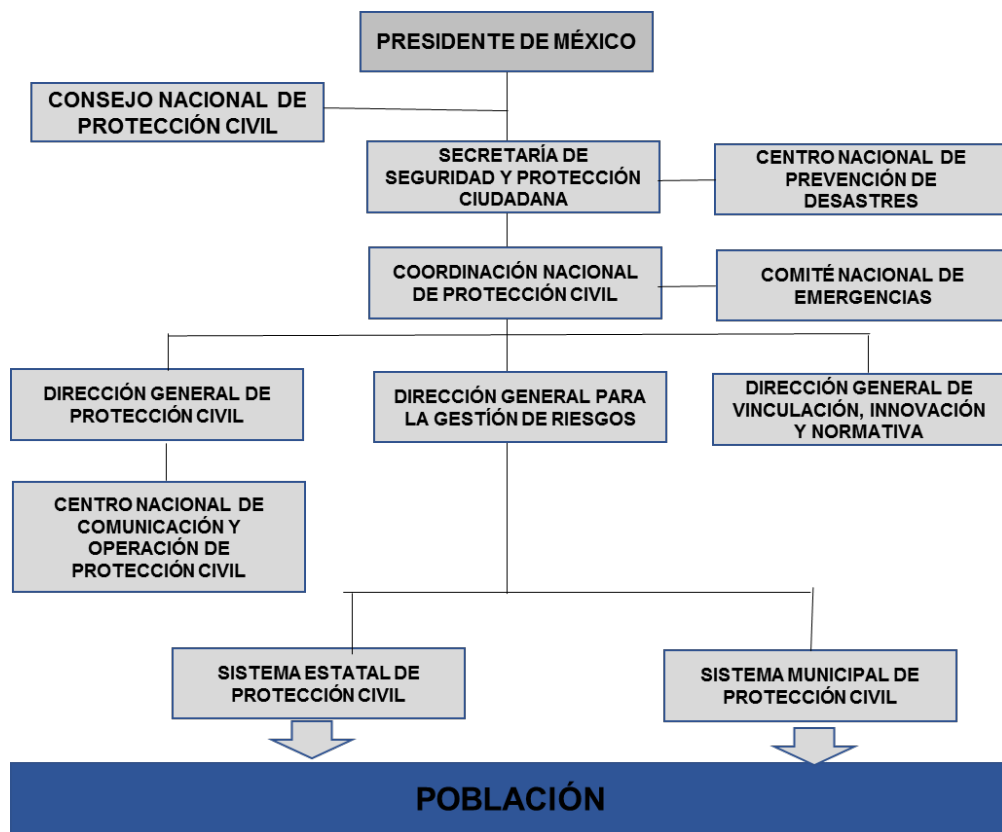 PRESIDENTE DE MÉXICO
CONSEJO NACIONAL DE
PROTECCIÓN CIVIL
SECRETARÍA DE
SEGURIDAD Y PROTECCIÓN
CIUDADANA
CENTRO NACIONAL DE
PREVENCIÓN DE
DESASTRES
COORDINACIÓN NACIONAL
DE PROTECCIÓN CIVIL
COMITÉ NACIONAL DE
EMERGENCIAS
DIRECCIÓN GENERAL DE
PROTECCIÓN CIVIL
DIRECCIÓN GENERAL PARA
LA GESTÍÓN DE RIESGOS
DIRECCIÓN GENERAL DE
VINCULACIÓN, INNOVACIÓN
Y NORMATIVA
CENTRO NACIONAL DE
COMUNICACIÓN Y
OPERACIÓN DE
PROTECCIÓN CIVIL
SISTEMA ESTATAL DE
PROTECCIÓN CIVIL
SISTEMA MUNICIPAL DE
PROTECCIÓN CIVIL
POBLACIÓN